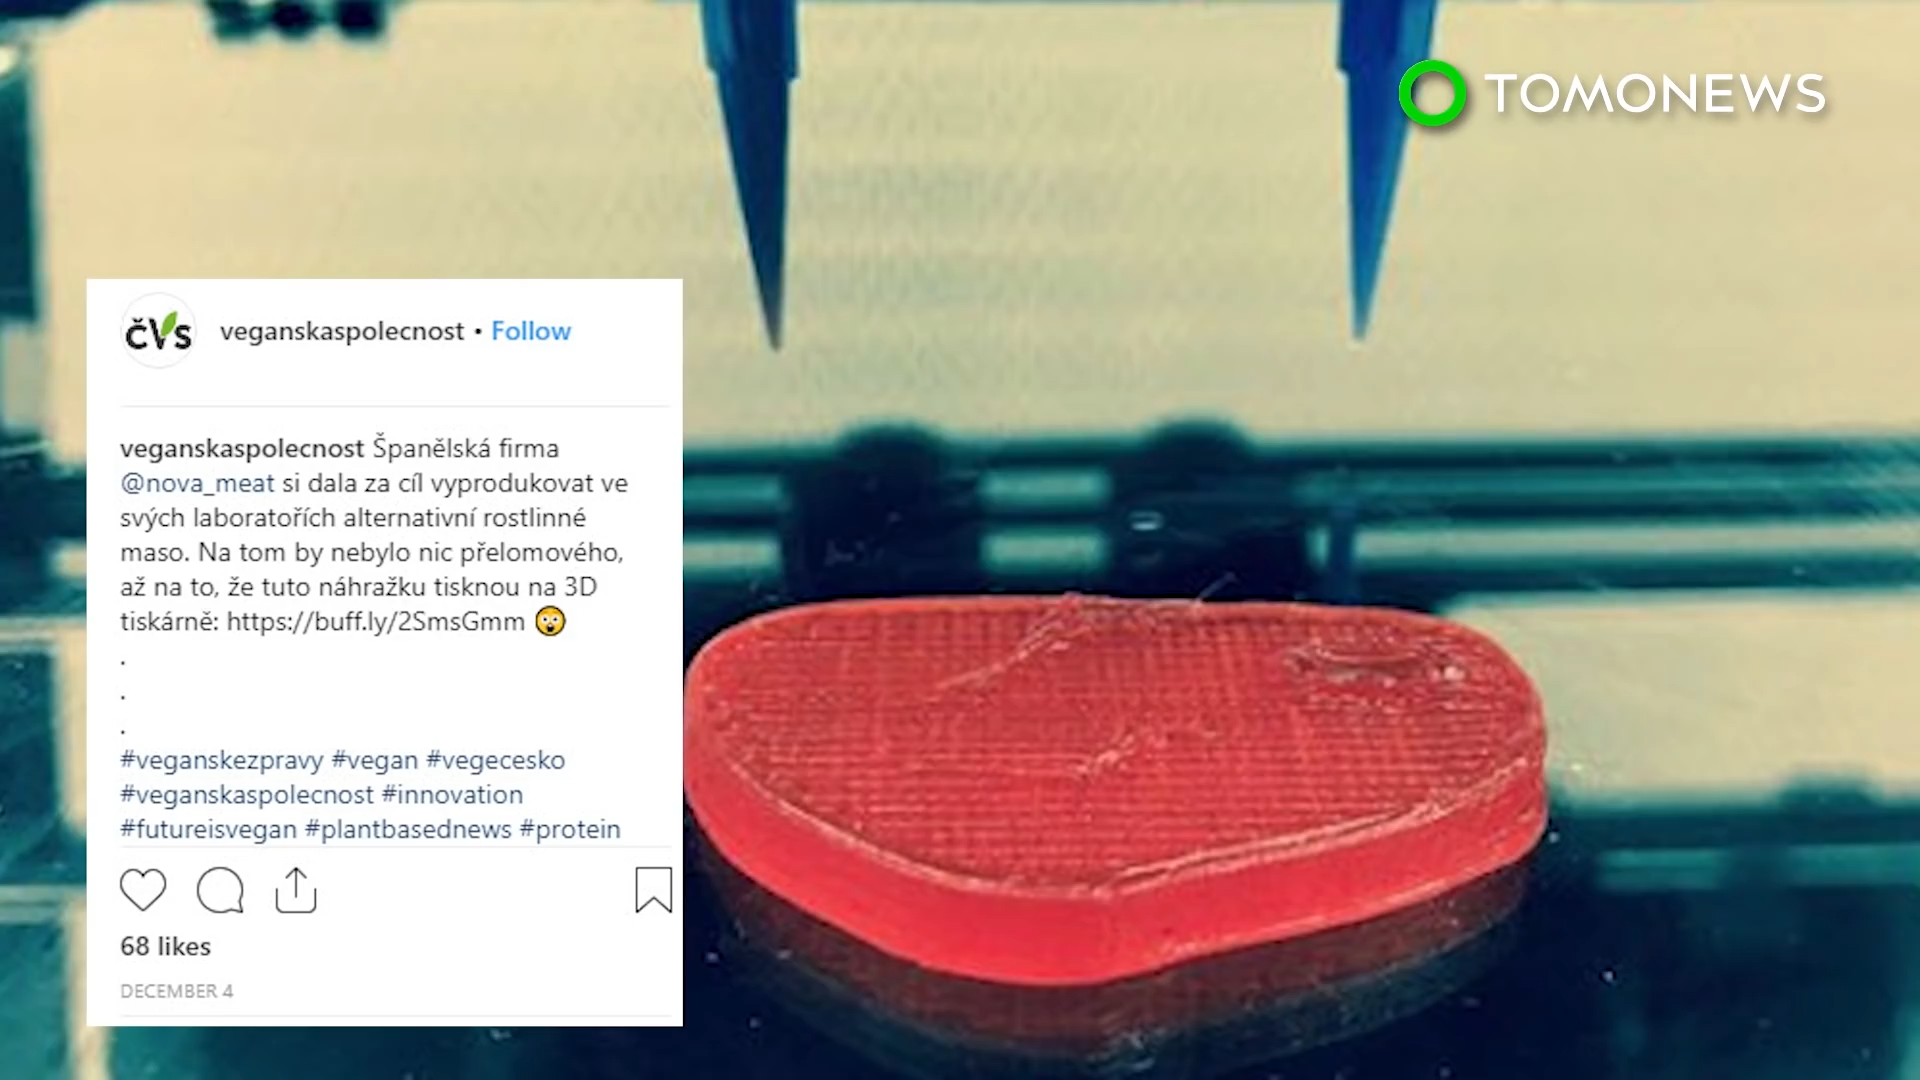 TOMONEWS
čVs
veganskaspolecnost • Follow
veganskaspolecnost Španělská firma
@nova_meat si dala za cíl vyprodukovat ve
svých laboratořích alternativní rostlinné
maso. Na tom by nebylo nic přelomového,
až na to, že tuto náhražku tisknou na 3D
tiskárně: https://buff.ly/2SmsGmm 😲
.
.
.
#veganskezpravy #vegan #vegecesko
#veganskaspolecnost #innovation
#futureisvegan #plantbasednews #protein
68 likes
DECEMBER 4